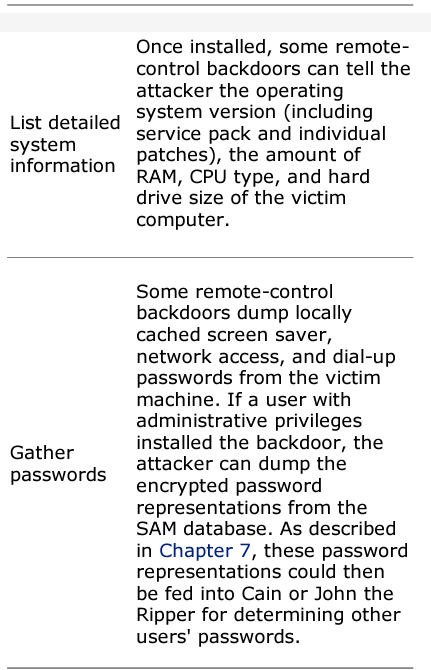 List detailed
system
information
Once installed, some remote-
control backdoors can tell the
attacker the operating
system version (including
service pack and individual
patches), the amount of
RAM, CPU type, and hard
drive size of the victim
computer.
Gather
passwords
Some remote-control
backdoors dump locally
cached screen saver,
network access, and dial-up
passwords from the victim
machine. If a user with
administrative privileges
installed the backdoor, the
attacker can dump the
encrypted password
representations from the
SAM database. As described
in Chapter 7, these password
representations could then
be fed into Cain or John the
Ripper for determining other
users' passwords.